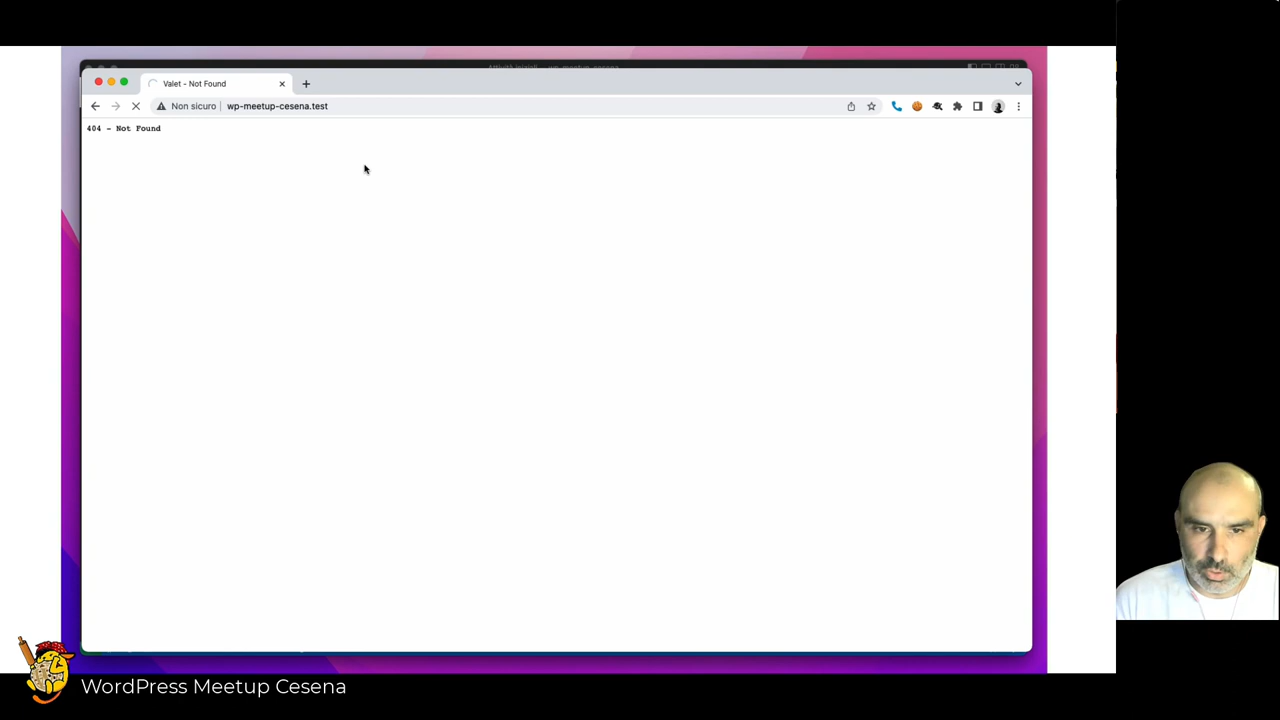 Valet - Not Found
Non sicuro
wp-meetup-cesena.test
404 - Not Found
WordPress Meetup Cesena